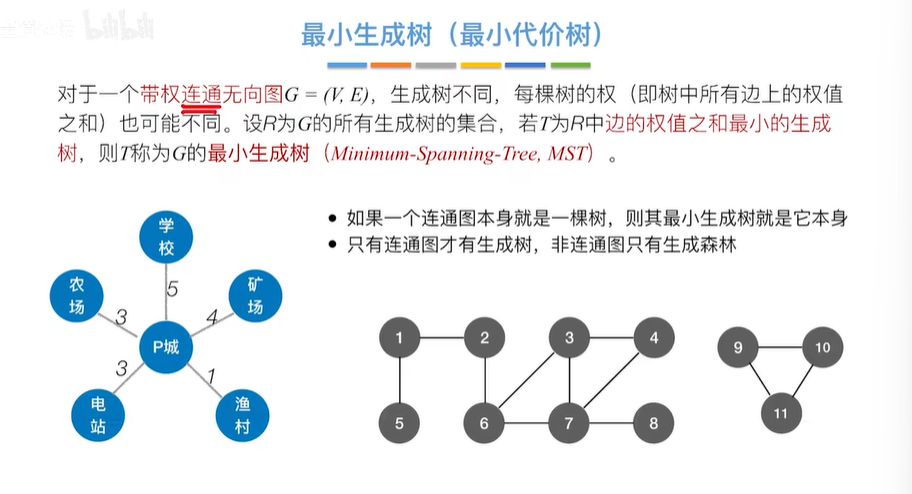 bilibili
最小生成树（最小代价树）
对于一个带权连通无向图G = (V, E)，生成树不同，每棵树的权（即树中所有边上的权值
之和）也可能不同。设R为G的所有生成树的集合，若T为R中边的权值之和最小的生成
树，则T称为G的最小生成树（Minimum-Spanning-Tree, MST）。
• 如果一个连通图本身就是一棵树，则其最小生成树就是它本身
• 只有连通图才有生成树，非连通图只有生成森林
学
校
农
场
矿
场
P城
电
站
渔
村
5
3
4
3
1
1
2
3
4
5
6
7
8
9
10
11